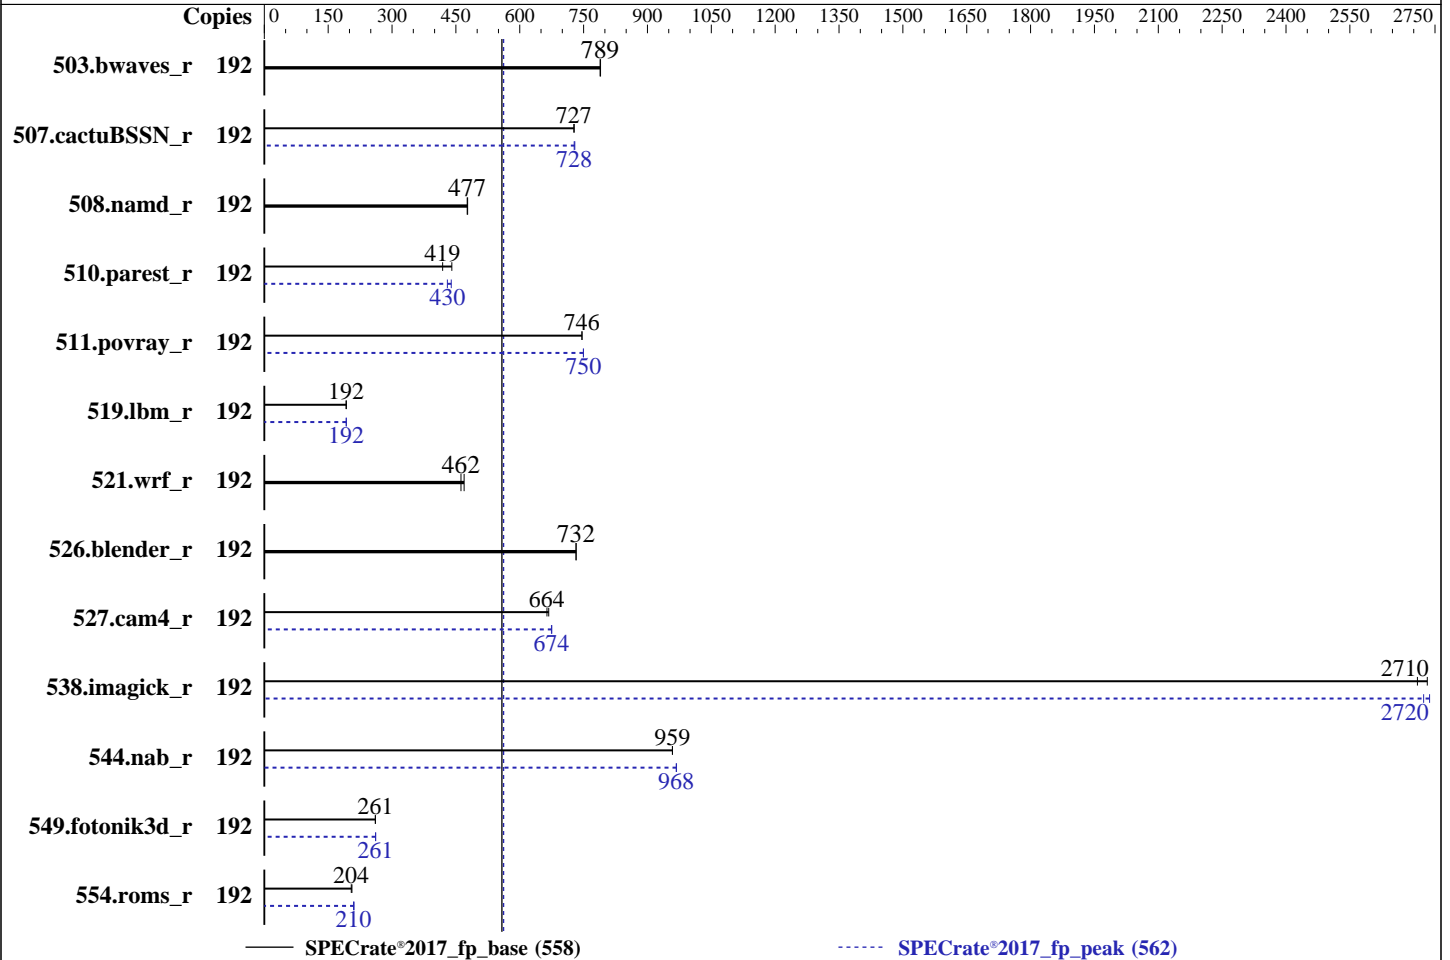 Copies 0 150 300 450 600 750 900 1050 1200 1350 1500 1650 1800 1950 2100 2250 2400 2550 2750
789
503.bwaves_r 192
727
507.cactuBSSN_r 192
728
477
508.namd_r 192
419
510.parest_r 192
430
746
511.povray_r 192
750
192
519.lbm_r 192
192
462
521.wrf_r 192
732
526.blender_r 192
664
527.cam4_r 192
674
2710
538.imagick_r 192
2720
959
544.nab_r 192
968
261
549.fotonik3d_r 192
261
204
554.roms_r 192
210
SPECrate®2017_fp_base (558) SPECrate®2017_fp_peak (562)